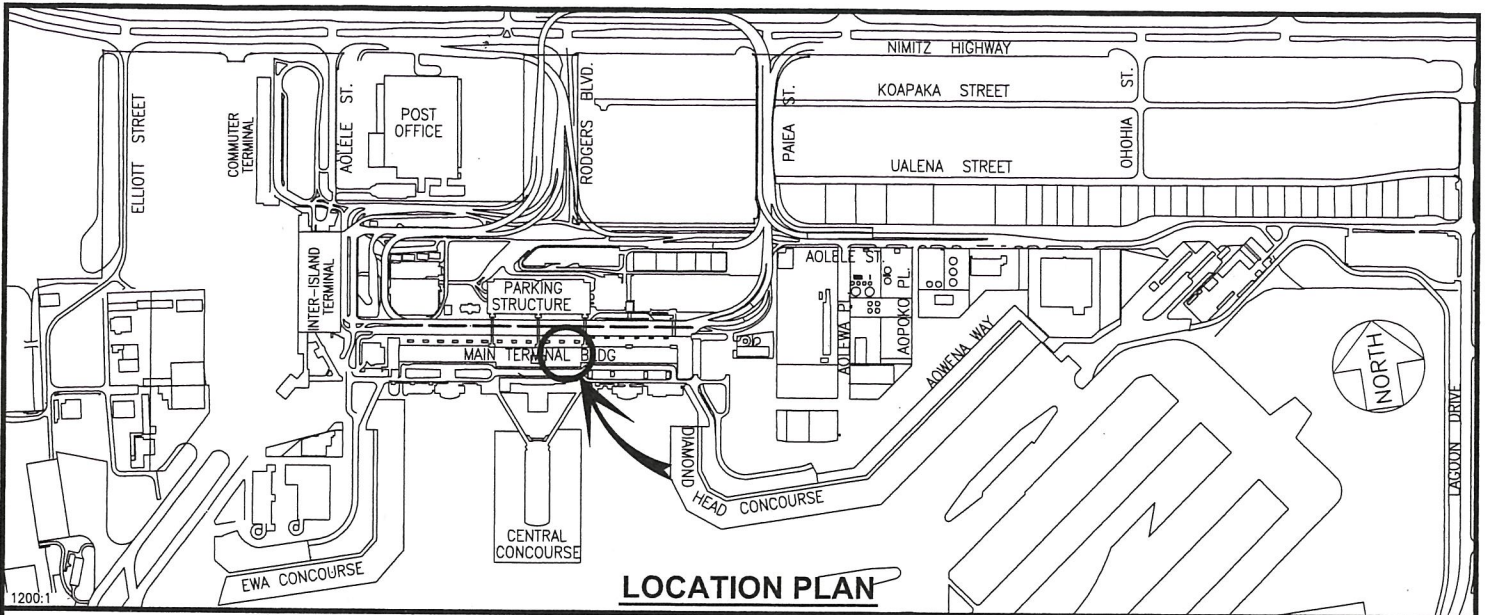 NIMITZ HIGHWAY
KOAPAKA STREET
UALENA STREET
ELLIOTT STREET
COMMUTER
TERMINAL
AOLELE ST.
POST
OFFICE
RODGERS BLVD.
PAIEA ST.
OHOHIA ST.
INTER-ISLAND
TERMINAL
PARKING
STRUCTURE
MAIN TERMINAL BLDG
AOLELE ST.
AOLEWA PL.
AOPOKO PL.
AOWENA WAY
NORTH
LAGOON DRIVE
DIAMOND HEAD CONCOURSE
CENTRAL
CONCOURSE
EWA CONCOURSE
LOCATION PLAN
1200:1